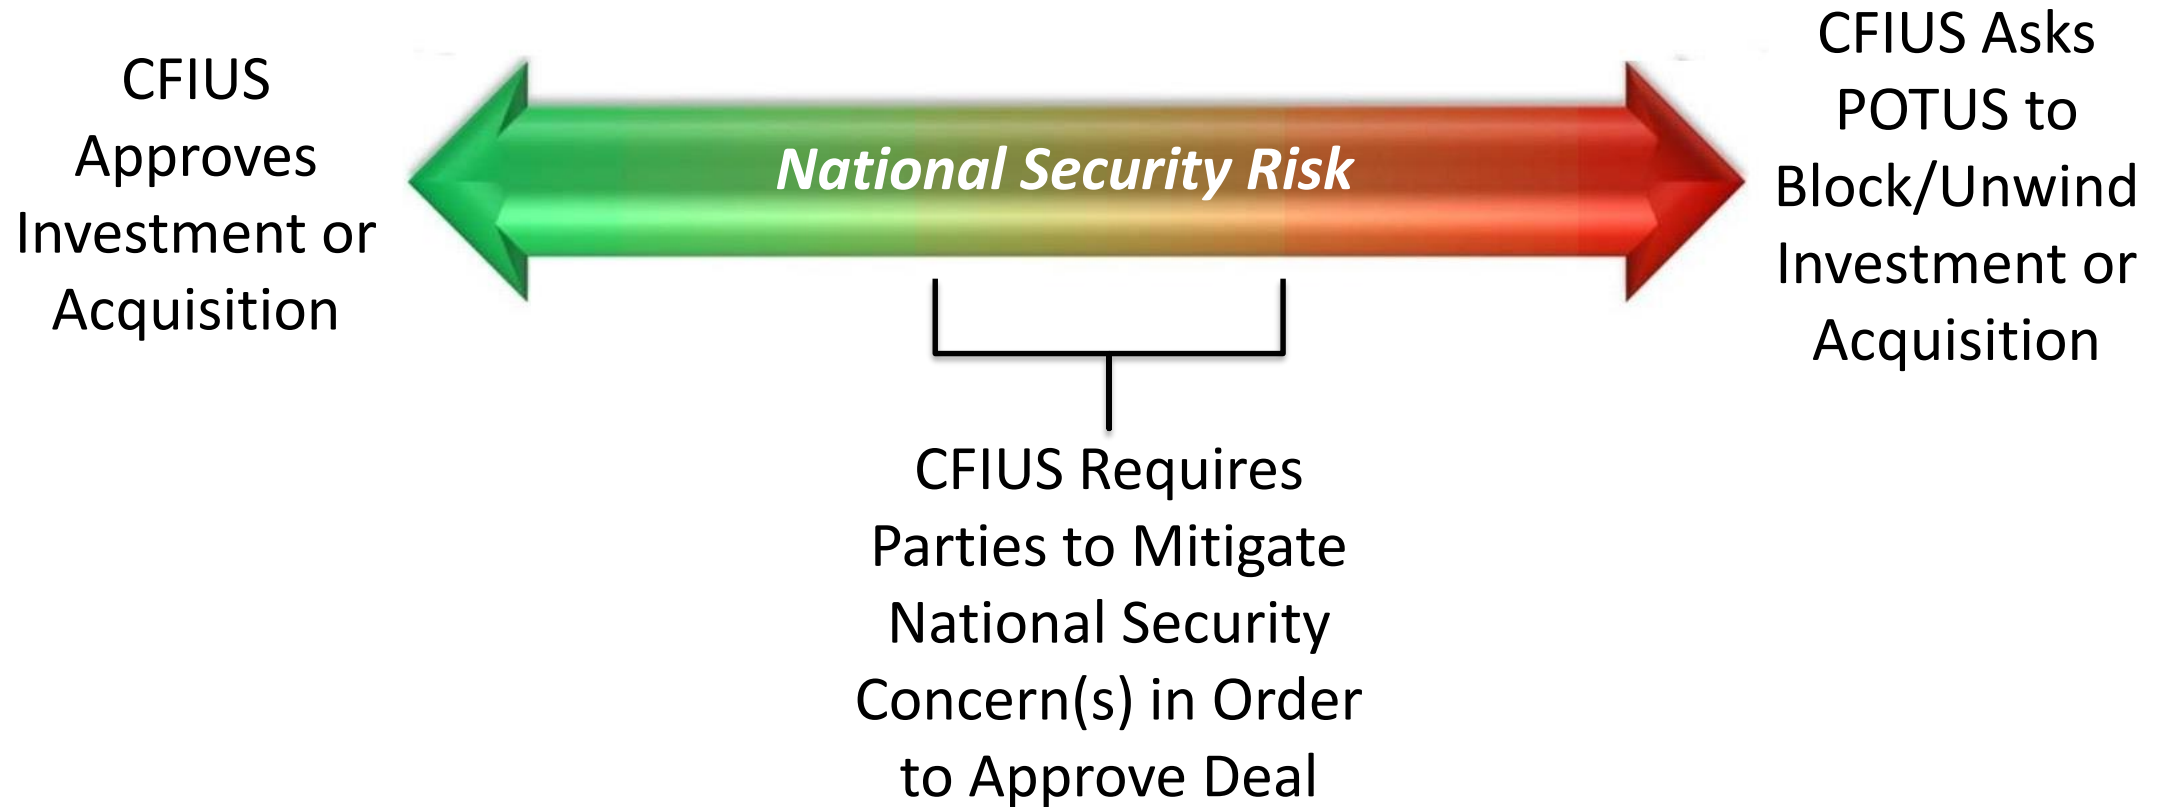 CFIUS
Approves
Investment or
Acquisition
National Security Risk
CFIUS Asks
POTUS to
Block/Unwind
Investment or
Acquisition
CFIUS Requires
Parties to Mitigate
National Security
Concern(s) in Order
to Approve Deal